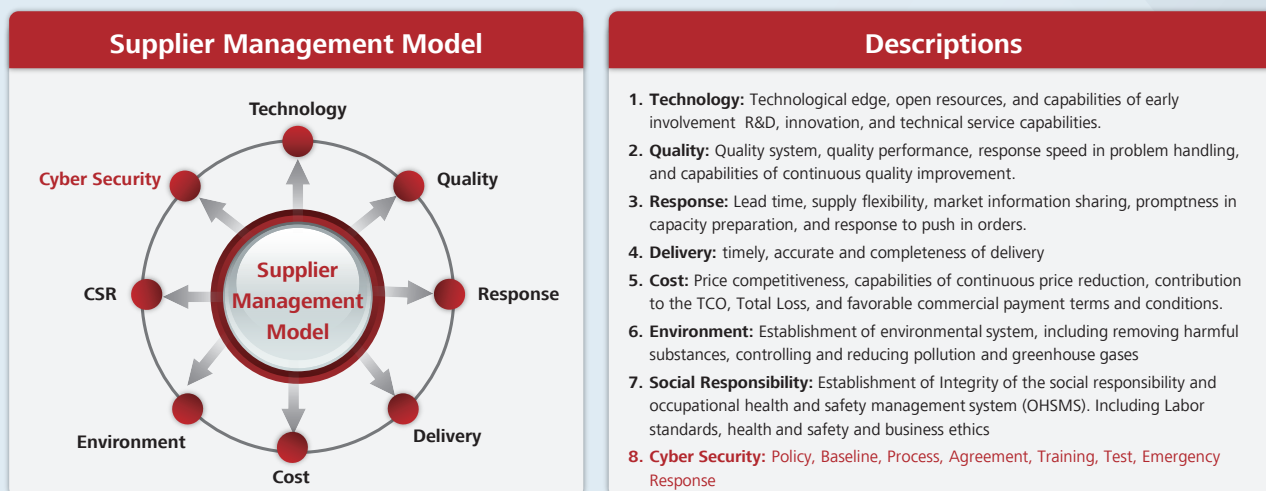 Supplier Management Model
Technology
Cyber Security
Quality
CSR
Supplier
Management
Model
Response
Environment
Delivery
Cost
Descriptions
1. Technology: Technological edge, open resources, and capabilities of early
involvement R&D, innovation, and technical service capabilities.
2. Quality: Quality system, quality performance, response speed in problem handling,
and capabilities of continuous quality improvement.
3. Response: Lead time, supply flexibility, market information sharing, promptness in
capacity preparation, and response to push in orders.
4. Delivery: timely, accurate and completeness of delivery
5. Cost: Price competitiveness, capabilities of continuous price reduction, contribution
to the TCO, Total Loss, and favorable commercial payment terms and conditions.
6. Environment: Establishment of environmental system, including removing harmful
substances, controlling and reducing pollution and greenhouse gases
7. Social Responsibility: Establishment of Integrity of the social responsibility and
occupational health and safety management system (OHSMS). Including Labor
standards, health and safety and business ethics
8. Cyber Security: Policy, Baseline, Process, Agreement, Training, Test, Emergency
Response